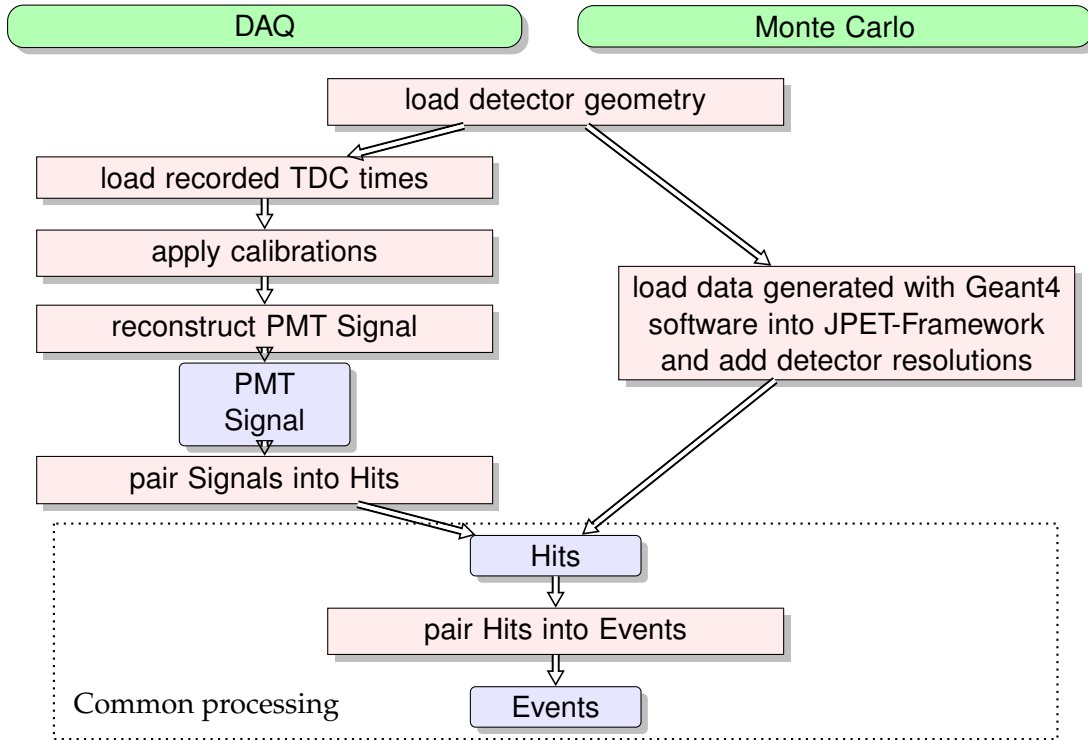 DAQ
Monte Carlo
load detector geometry
load recorded TDC times
apply calibrations
reconstruct PMT Signal
load data generated with Geant4
software into JPET-Framework
and add detector resolutions
PMT
Signal
pair Signals into Hits
Hits
pair Hits into Events
Events
Common processing